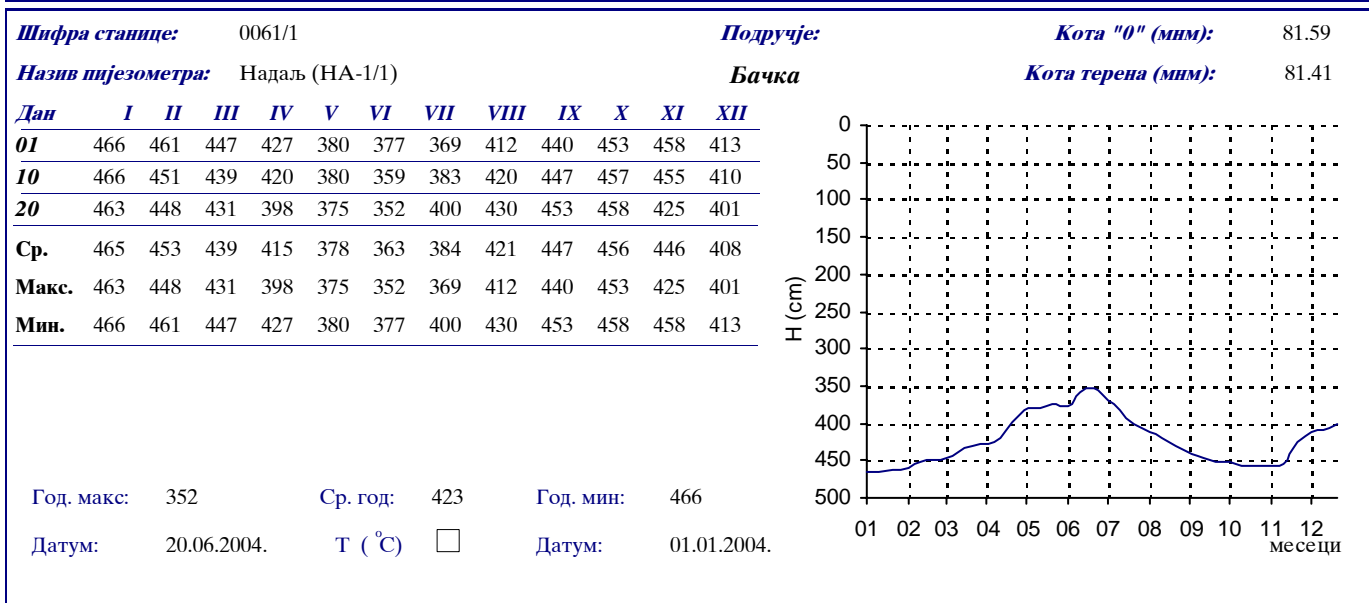 Шифра станице: 0061/1 Подручје: Кота "0" (мнм): 81.59
Назив пијезометра: Надаљ (НА-1/1) Бачка Кота терена (мнм): 81.41
Дан I II III IV V VI VII VIII IX X XI XII
01 466 461 447 427 380 377 369 412 440 453 458 413
10 466 451 439 420 380 359 383 420 447 457 455 410
20 463 448 431 398 375 352 400 430 453 458 425 401
Ср. 465 453 439 415 378 363 384 421 447 456 446 408
Макс. 463 448 431 398 375 352 369 412 440 453 425 401
Мин. 466 461 447 427 380 377 400 430 453 458 458 413
0
50
100
150
200
250
300
350
400
450
500
H (cm)
01 02 03 04 05 06 07 08 09 10 11 12
месеци
Год. макс: 352 Ср. год: 423 Год. мин: 466
Датум: 20.06.2004. Т ( °С) Датум: 01.01.2004.